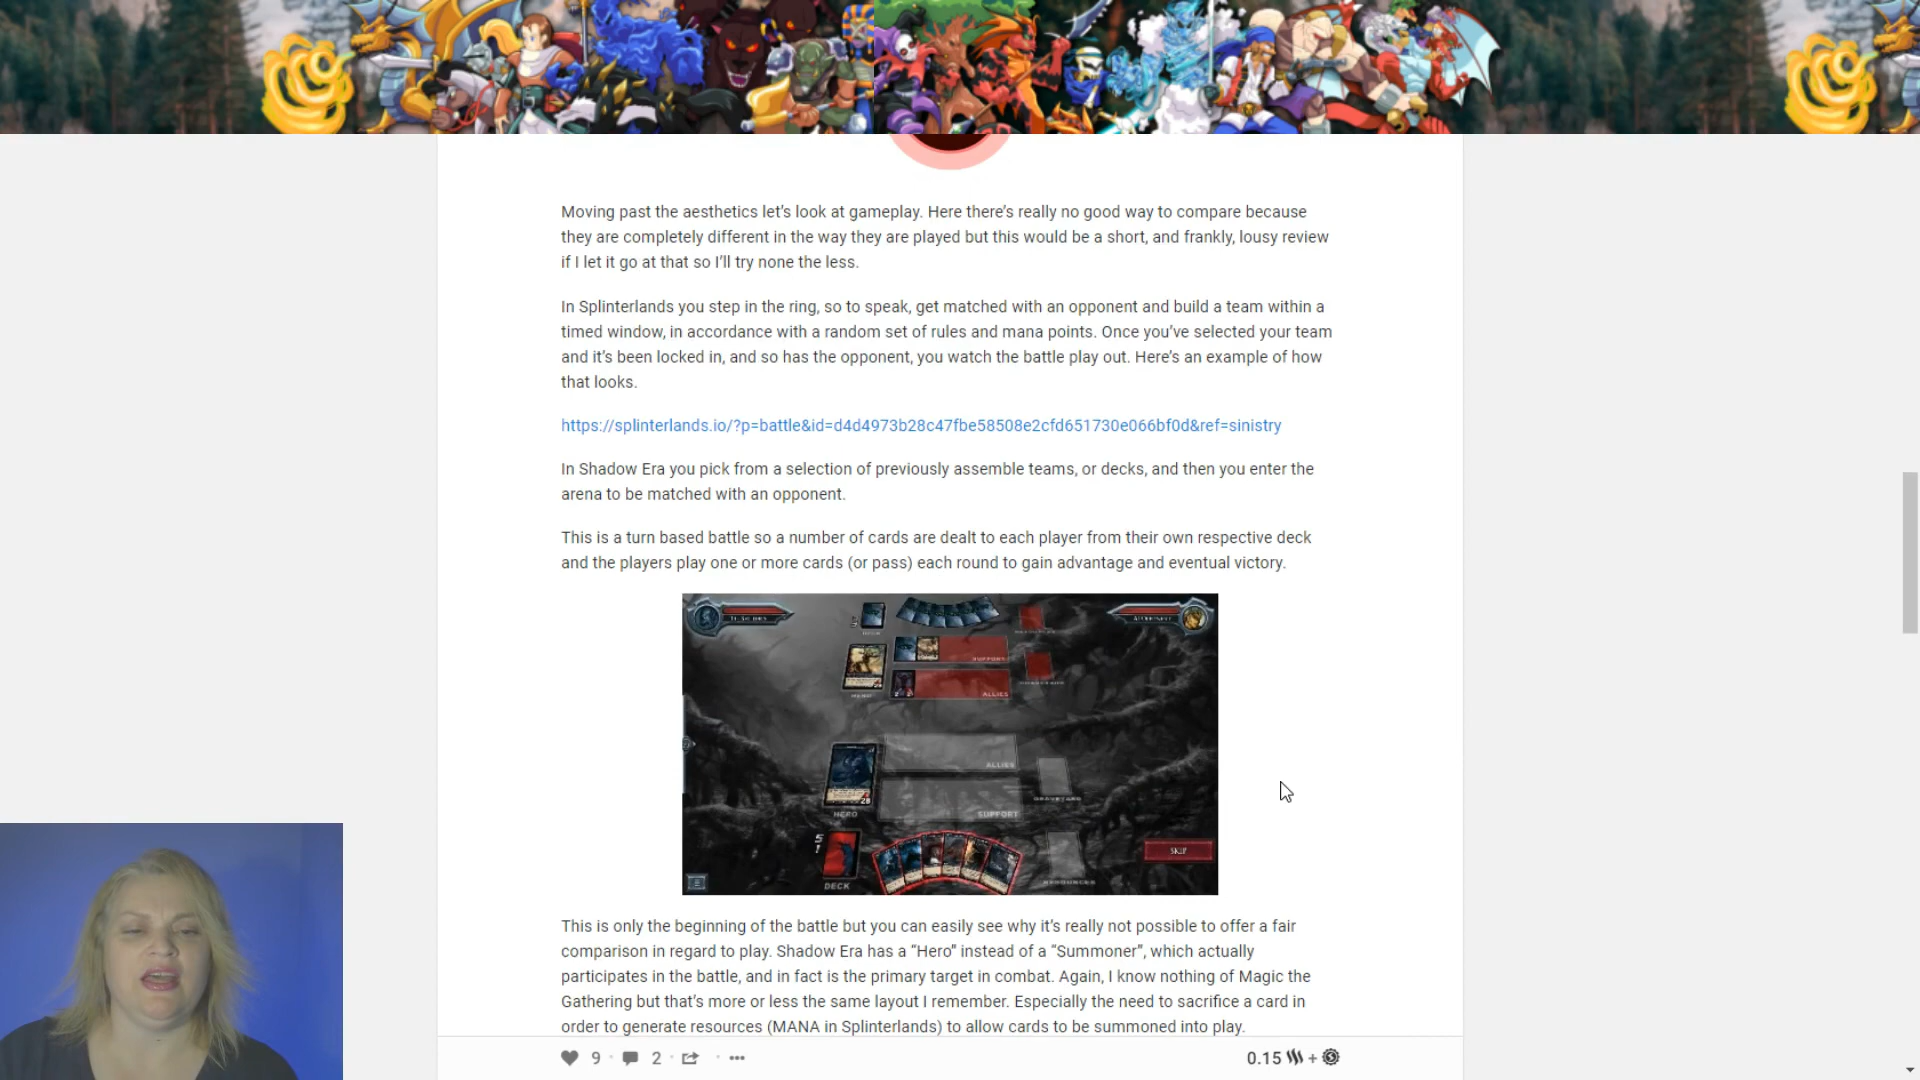 Moving past the aesthetics let's look at gameplay. Here there's really no good way to compare because
they are completely different in the way they are played but this would be a short, and frankly, lousy review
if I let it go at that so I'll try none the less.
In Splinterlands you step in the ring, so to speak, get matched with an opponent and build a team within a
timed window, in accordance with a random set of rules and mana points. Once you've selected your team
and it's been locked in, and so has the opponent, you watch the battle play out. Here's an example of how
that looks.
https://splinterlands.io/?p=battle&id=d4d4973b28c47fbe58508e2cfd651730e066bf0d&ref=sinistry
In Shadow Era you pick from a selection of previously assemble teams, or decks, and then you enter the
arena to be matched with an opponent.
This is a turn based battle so a number of cards are dealt to each player from their own respective deck
and the players play one or more cards (or pass) each round to gain advantage and eventual victory.
SUPPORT
ALLIES
ALLIES
GRAVEYARD
HERO
SUPPORT
SKIP
DECK
RESOURCES
This is only the beginning of the battle but you can easily see why it's really not possible to offer a fair
comparison in regard to play. Shadow Era has a “Hero” instead of a “Summoner”, which actually
participates in the battle, and in fact is the primary target in combat. Again, I know nothing of Magic the
Gathering but that's more or less the same layout I remember. Especially the need to sacrifice a card in
order to generate resources (MANA in Splinterlands) to allow cards to be summoned into play.
9 2 0.15 +